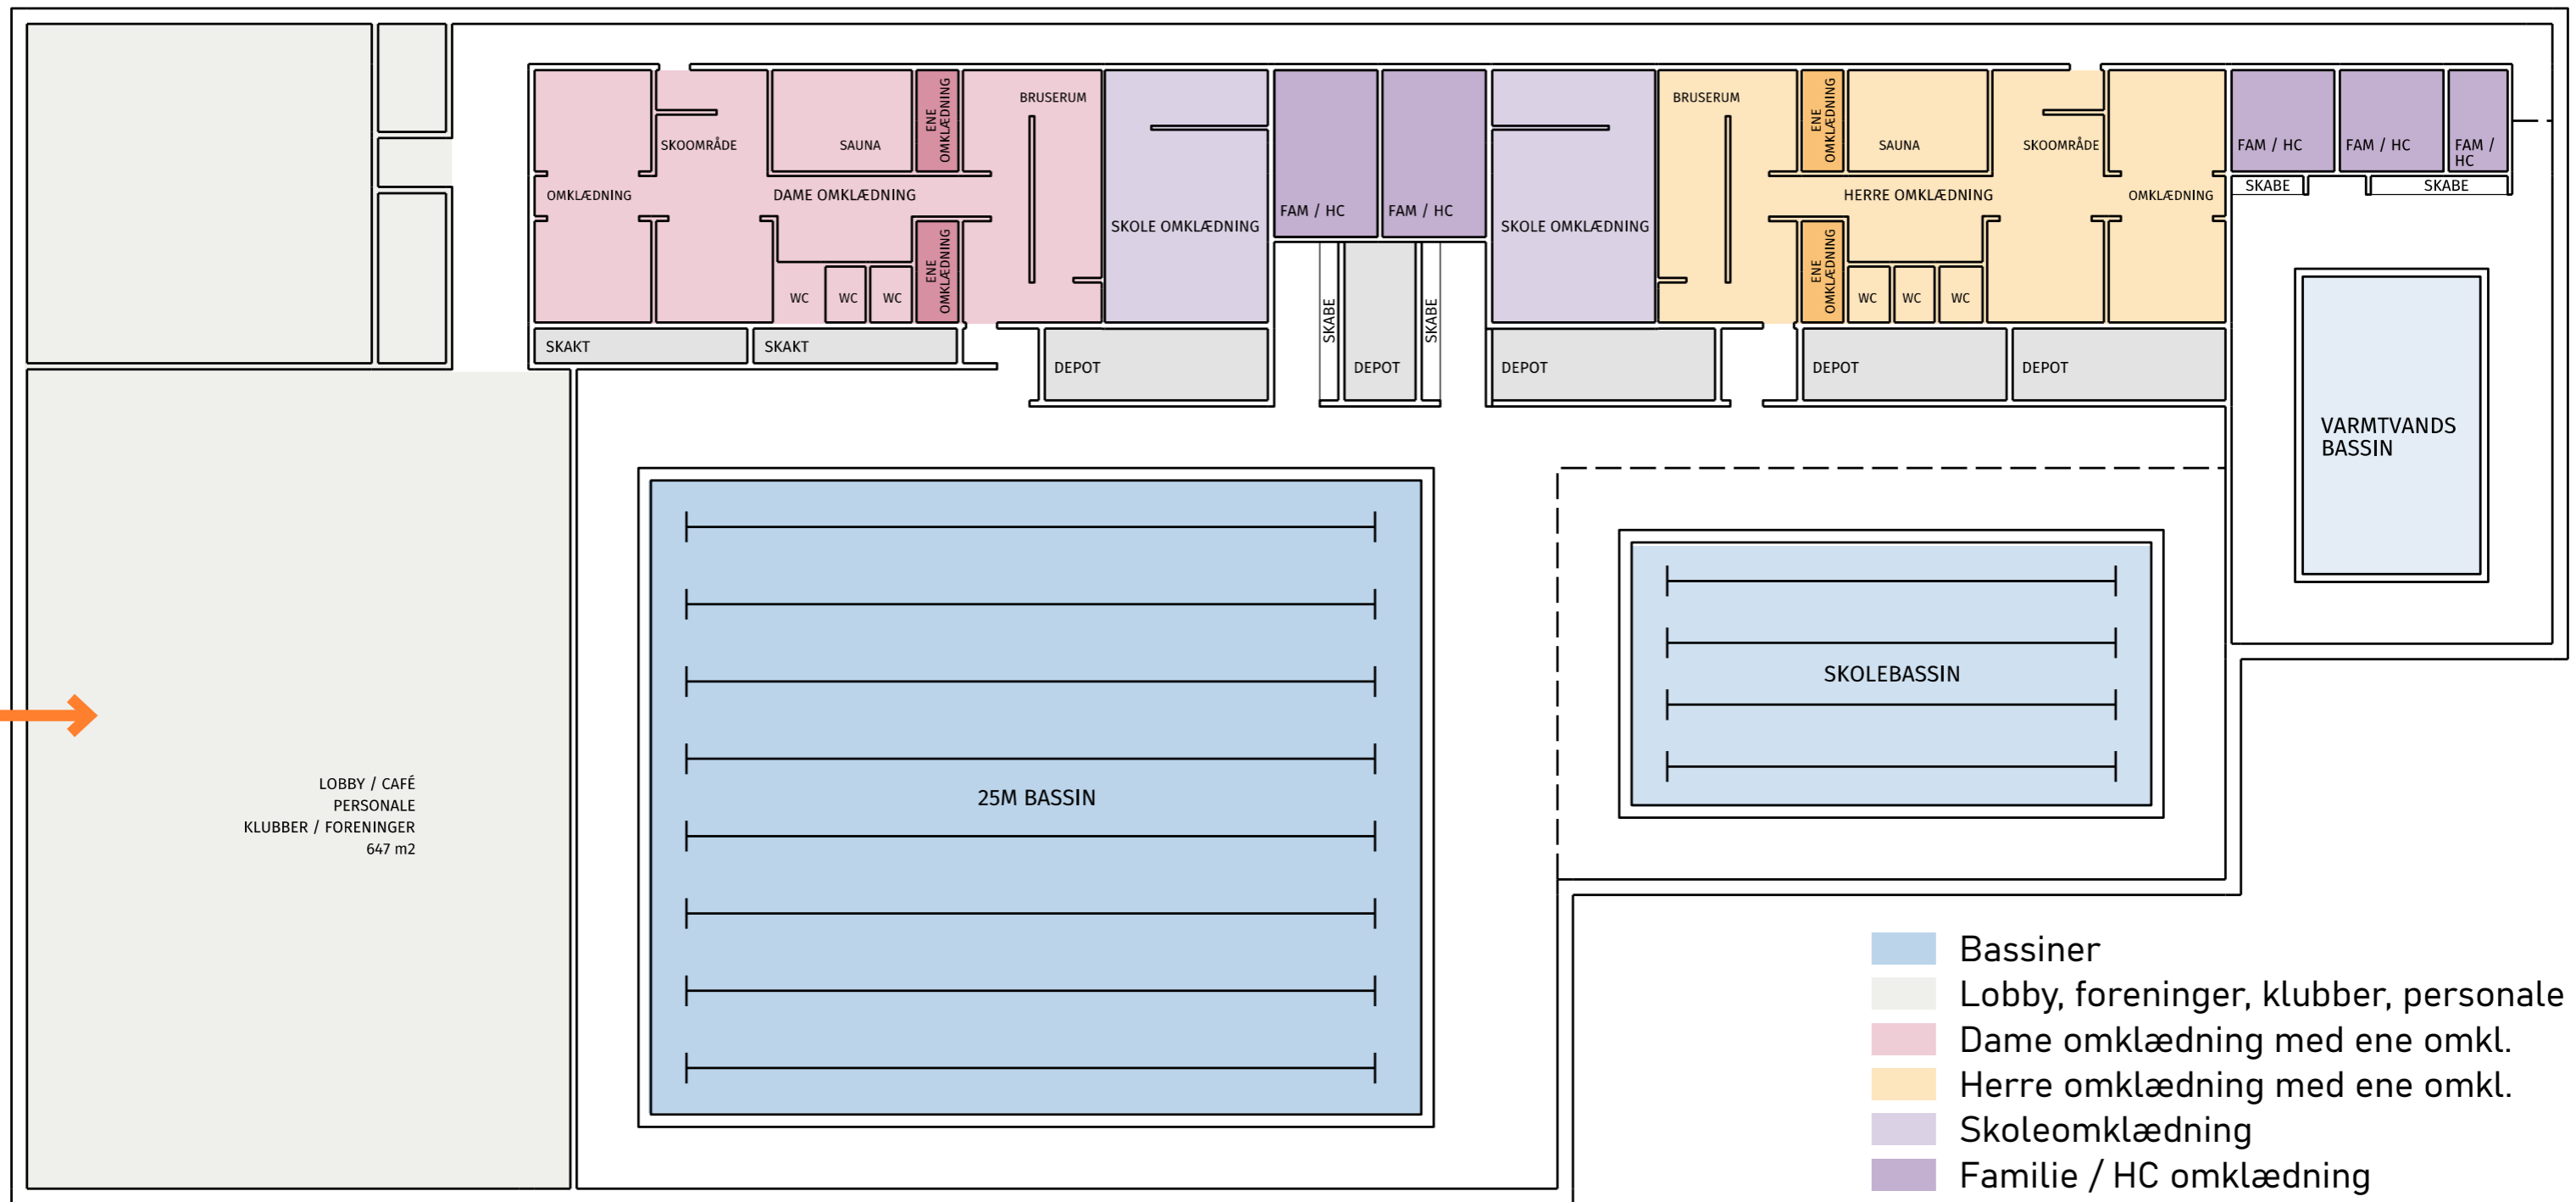 BRUSERUM
BRUSERUM
ENE
OMKLÆDNING
ENE
OMKLÆDNING
SKOOMRÅDE
SAUNA
SAUNA
SKOOMRÅDE
FAM / HC
FAM / HC
FAM /
HC
OMKLÆDNING
DAME OMKLÆDNING
HERRE OMKLÆDNING
OMKLÆDNING
SKABE
SKABE
SKOLE OMKLÆDNING
FAM / HC
FAM / HC
SKOLE OMKLÆDNING
ENE
OMKLÆDNING
ENE
OMKLÆDNING
WC
WC
WC
WC
WC
WC
SKABE
SKABE
SKAKT
SKAKT
DEPOT
DEPOT
DEPOT
DEPOT
DEPOT
VARMTVANDS
BASSIN
SKOLEBASSIN
25M BASSIN
LOBBY / CAFÉ
PERSONALE
KLUBBER / FORENINGER
647 m2
Bassiner
Lobby, foreninger, klubber, personale
Dame omklædning med ene omkl.
Herre omklædning med ene omkl.
Skoleomklædning
Familie / HC omklædning